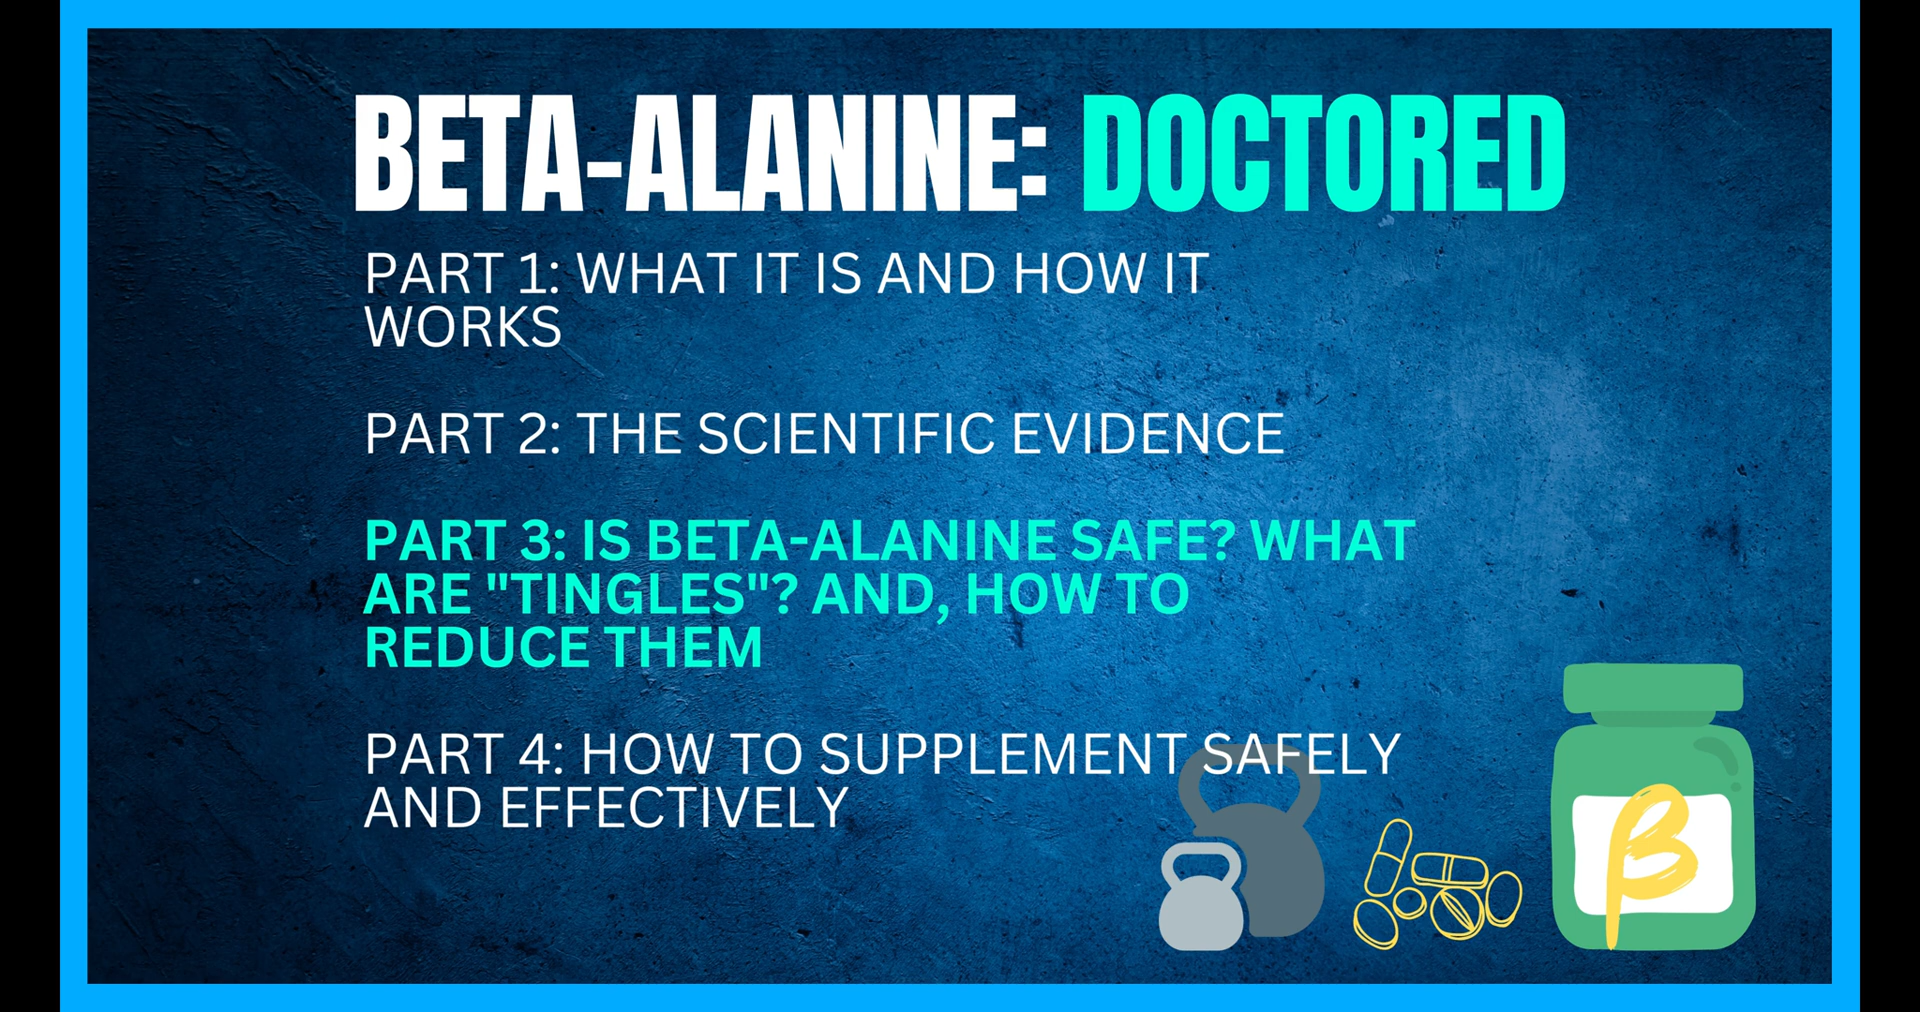 BETA-ALANINE: DOCTORED
PART 1: WHAT IT IS AND HOW IT
WORKS
PART 2: THE SCIENTIFIC EVIDENCE
PART 3: IS BETA-ALANINE SAFE? WHAT
ARE "TINGLES"? AND, HOW TO
REDUCE THEM
PART 4: HOW TO SUPPLEMENT SAFELY
AND EFFECTIVELY
β